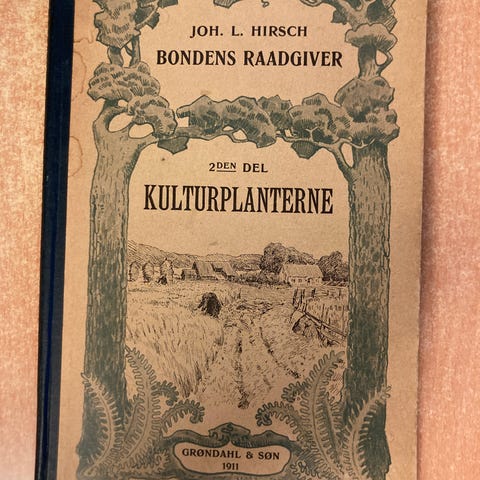 JOH. L. HIRSCH
BONDENS RAADGIVER
2DEN DEL
KULTURPLANTERNE
GRØNDAHL & SØN
1911